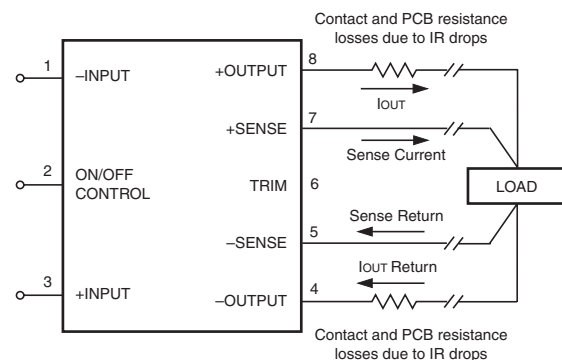 Contact and PCB resistance
losses due to IR drops
1
–INPUT
+OUTPUT
8
IOUT
7
+SENSE
Sense Current
2
ON/OFF
CONTROL
TRIM
6
LOAD
Sense Return
–SENSE
5
IOUT Return
3
+INPUT
–OUTPUT
4
Contact and PCB resistance
losses due to IR drops